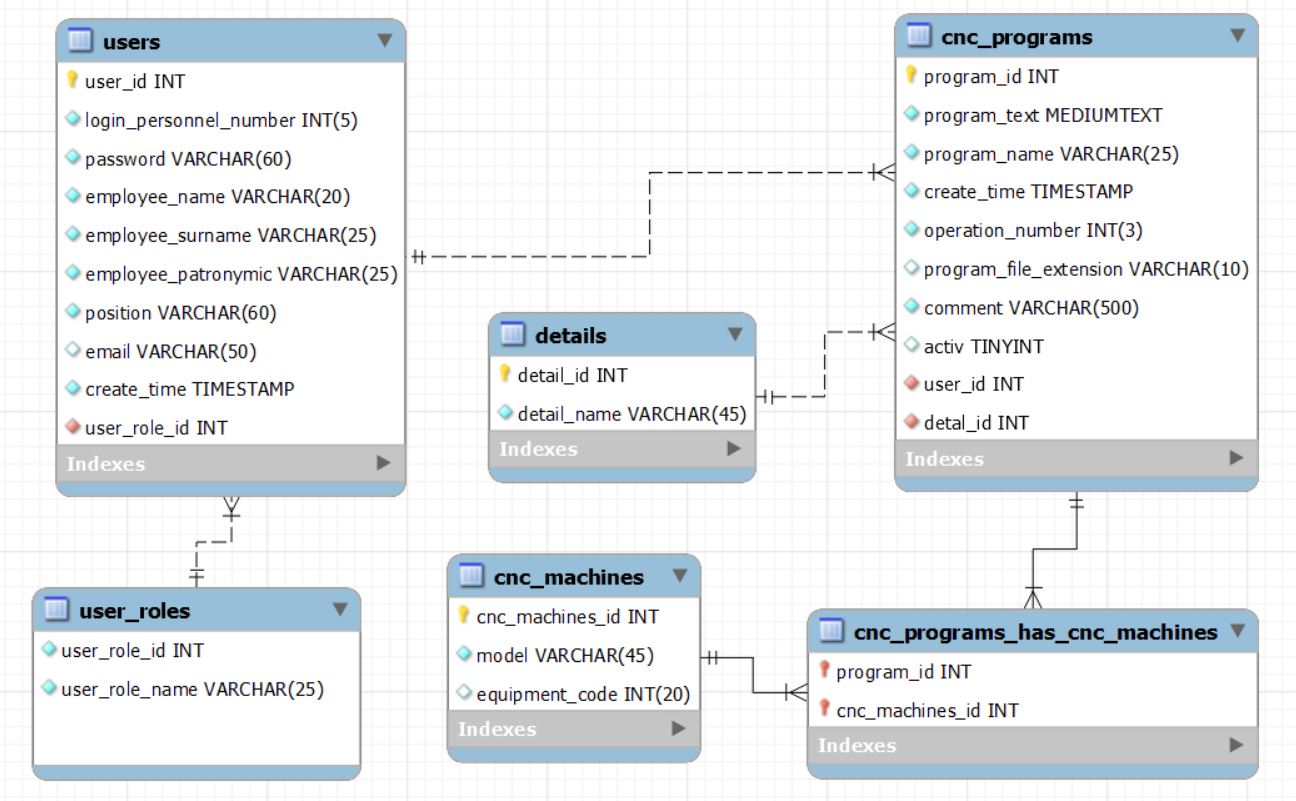 users
user_id INT
login_personnel_number INT(5)
password VARCHAR(60)
employee_name VARCHAR(20)
employee_surname VARCHAR(25)
employee_patronymic VARCHAR(25)
position VARCHAR(60)
email VARCHAR(50)
create_time TIMESTAMP
user_role_id INT
Indexes
cnc_programs
program_id INT
program_text MEDIUMTEXT
program_name VARCHAR(25)
create_time TIMESTAMP
operation_number INT(3)
program_file_extension VARCHAR(10)
comment VARCHAR(500)
activ TINYINT
user_id INT
detal_id INT
Indexes
details
detail_id INT
detail_name VARCHAR(45)
Indexes
user_roles
user_role_id INT
user_role_name VARCHAR(25)
cnc_machines
cnc_machines_id INT
model VARCHAR(45)
equipment_code INT(20)
Indexes
cnc_programs_has_cnc_machines
program_id INT
cnc_machines_id INT
Indexes